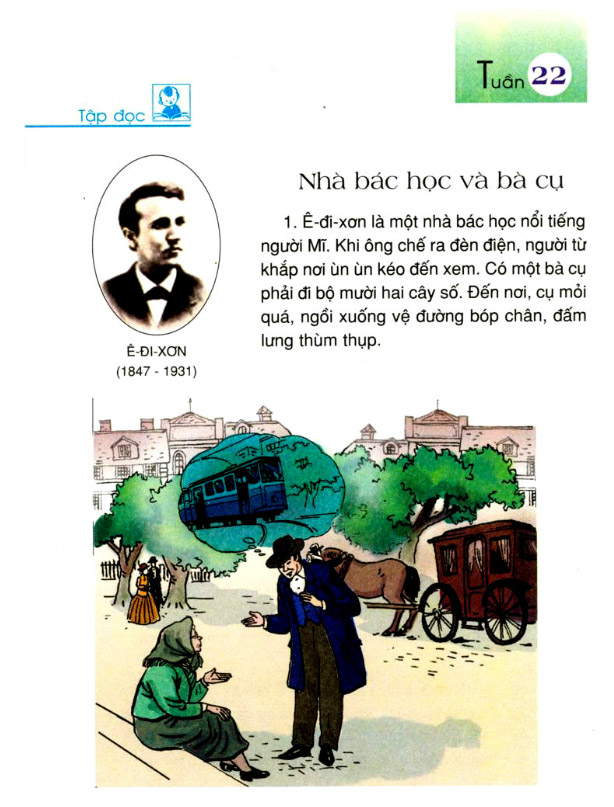 Tuần 22
Tập đọc
Nhà bác học và bà cụ
1. Ê-đi-xơn là một nhà bác học nổi tiếng
người Mĩ. Khi ông chế ra đèn điện, người từ
khắp nơi ùn ùn kéo đến xem. Có một bà cụ
phải đi bộ mười hai cây số. Đến nơi, cụ mỏi
quá, ngồi xuống vệ đường bóp chân, đấm
lưng thùm thụp.
Ê-ĐI-XƠN
(1847 - 1931)